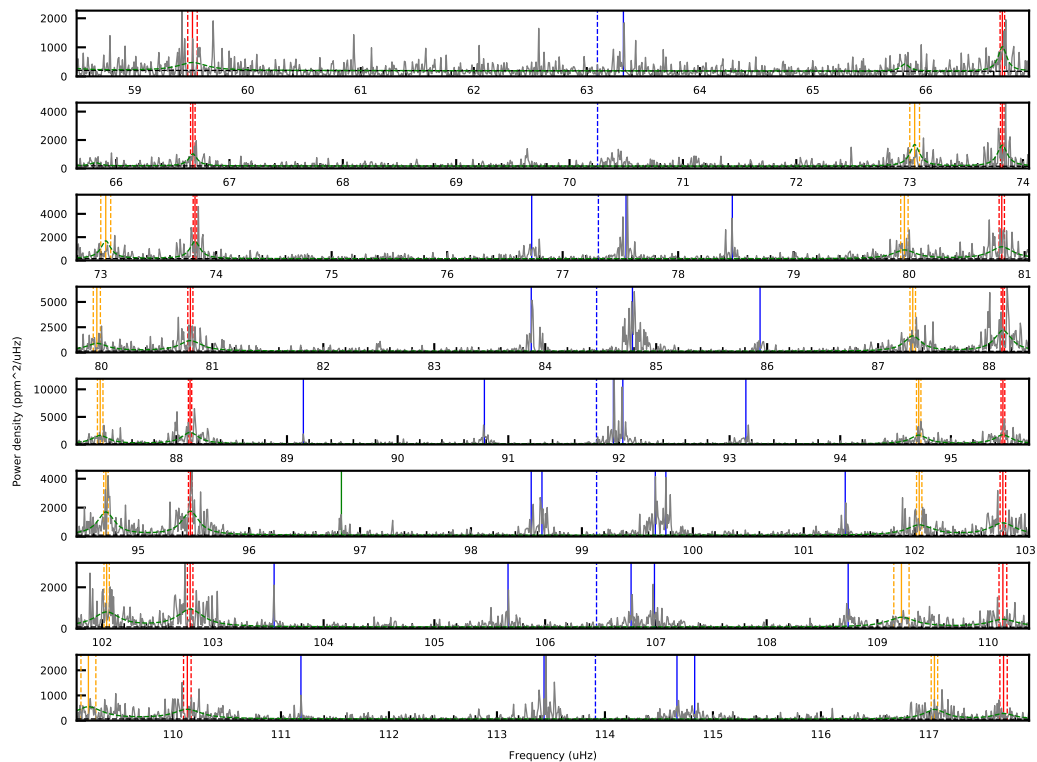 2000
1000
0
59 60 61 62 63 64 65 66
4000
2000
0
66 67 68 69 70 71 72 73 74
4000
2000
0
73 74 75 76 77 78 79 80 81
5000
2500
0
80 81 82 83 84 85 86 87 88
10000
5000
0
88 89 90 91 92 93 94 95
4000
2000
0
95 96 97 98 99 100 101 102 103
2000
0
102 103 104 105 106 107 108 109 110
2000
1000
0
110 111 112 113 114 115 116 117
Power density (ppm^2/uHz)
Frequency (uHz)